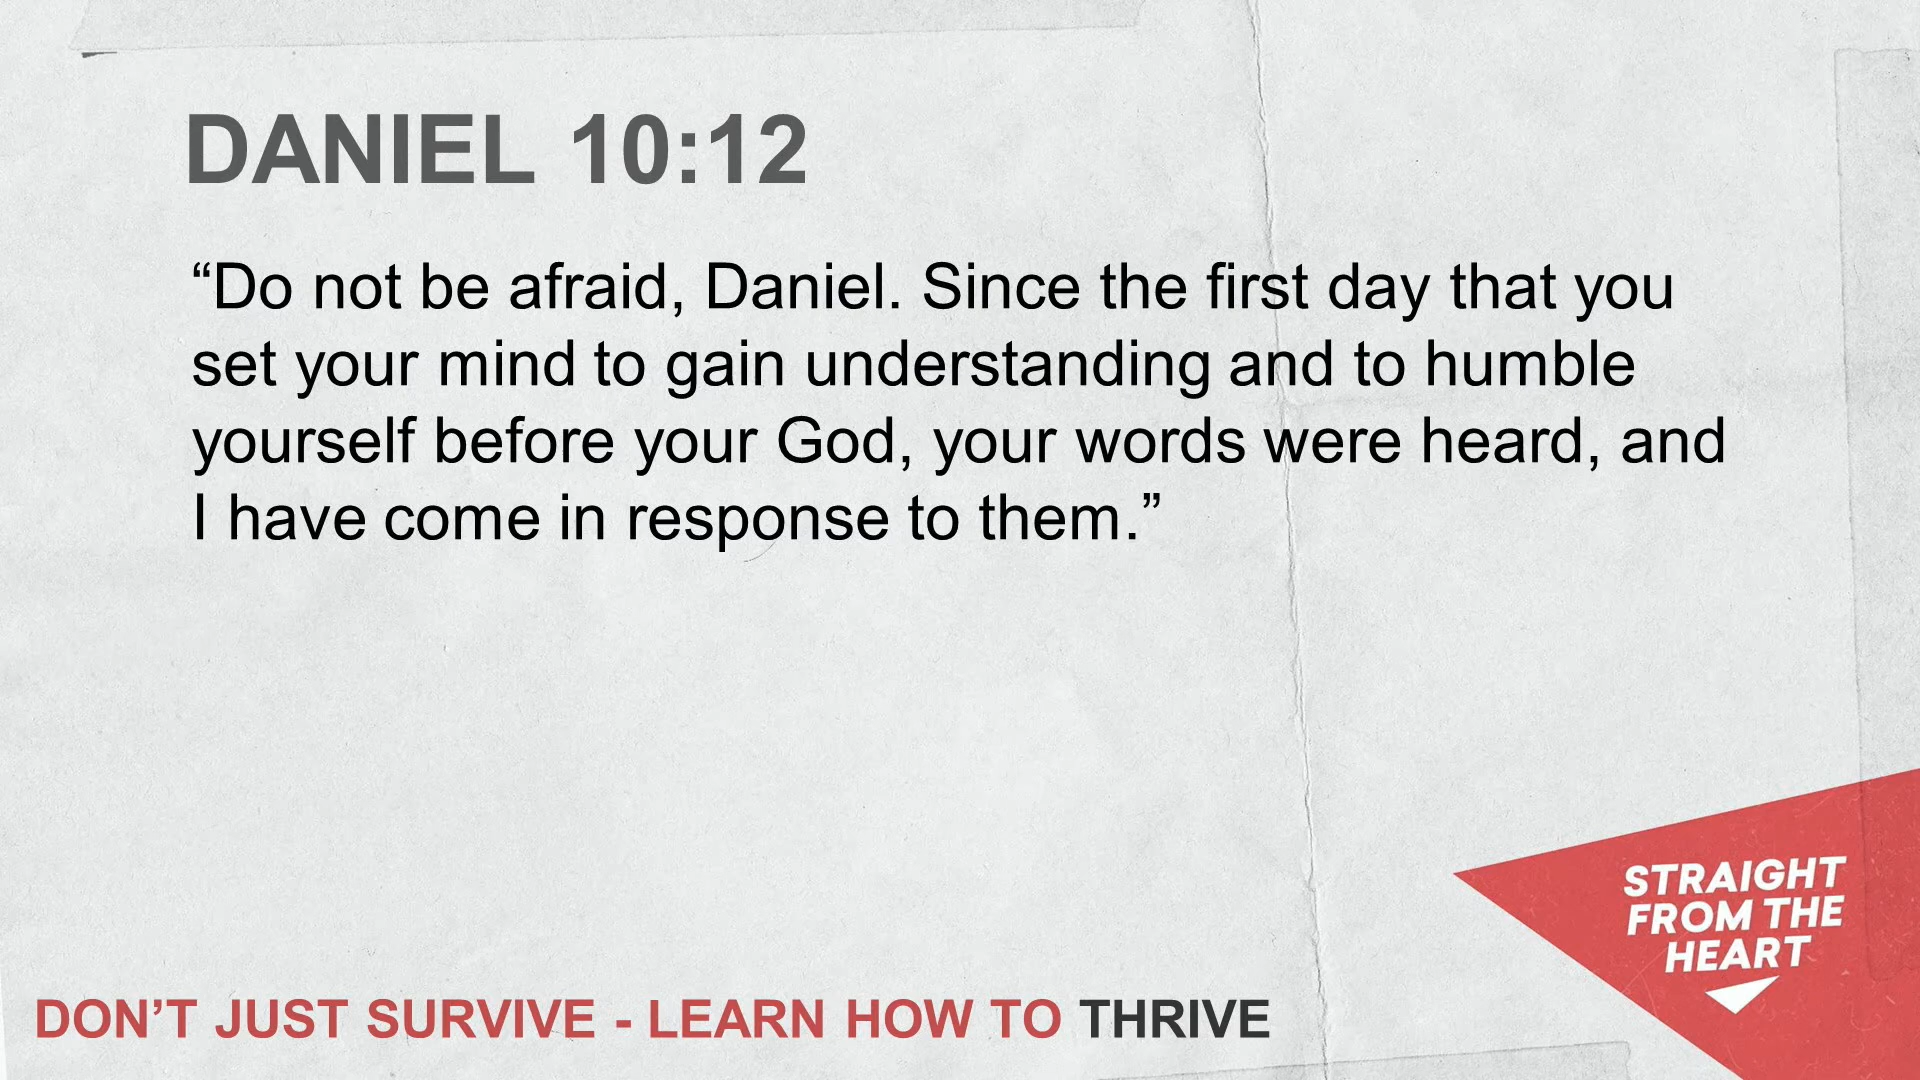 DANIEL 10:12
“Do not be afraid, Daniel. Since the first day that you
set your mind to gain understanding and to humble
yourself before your God, your words were heard, and
I have come in response to them.”
STRAIGHT
FROM THE
HEART
DON’T JUST SURVIVE - LEARN HOW TO THRIVE